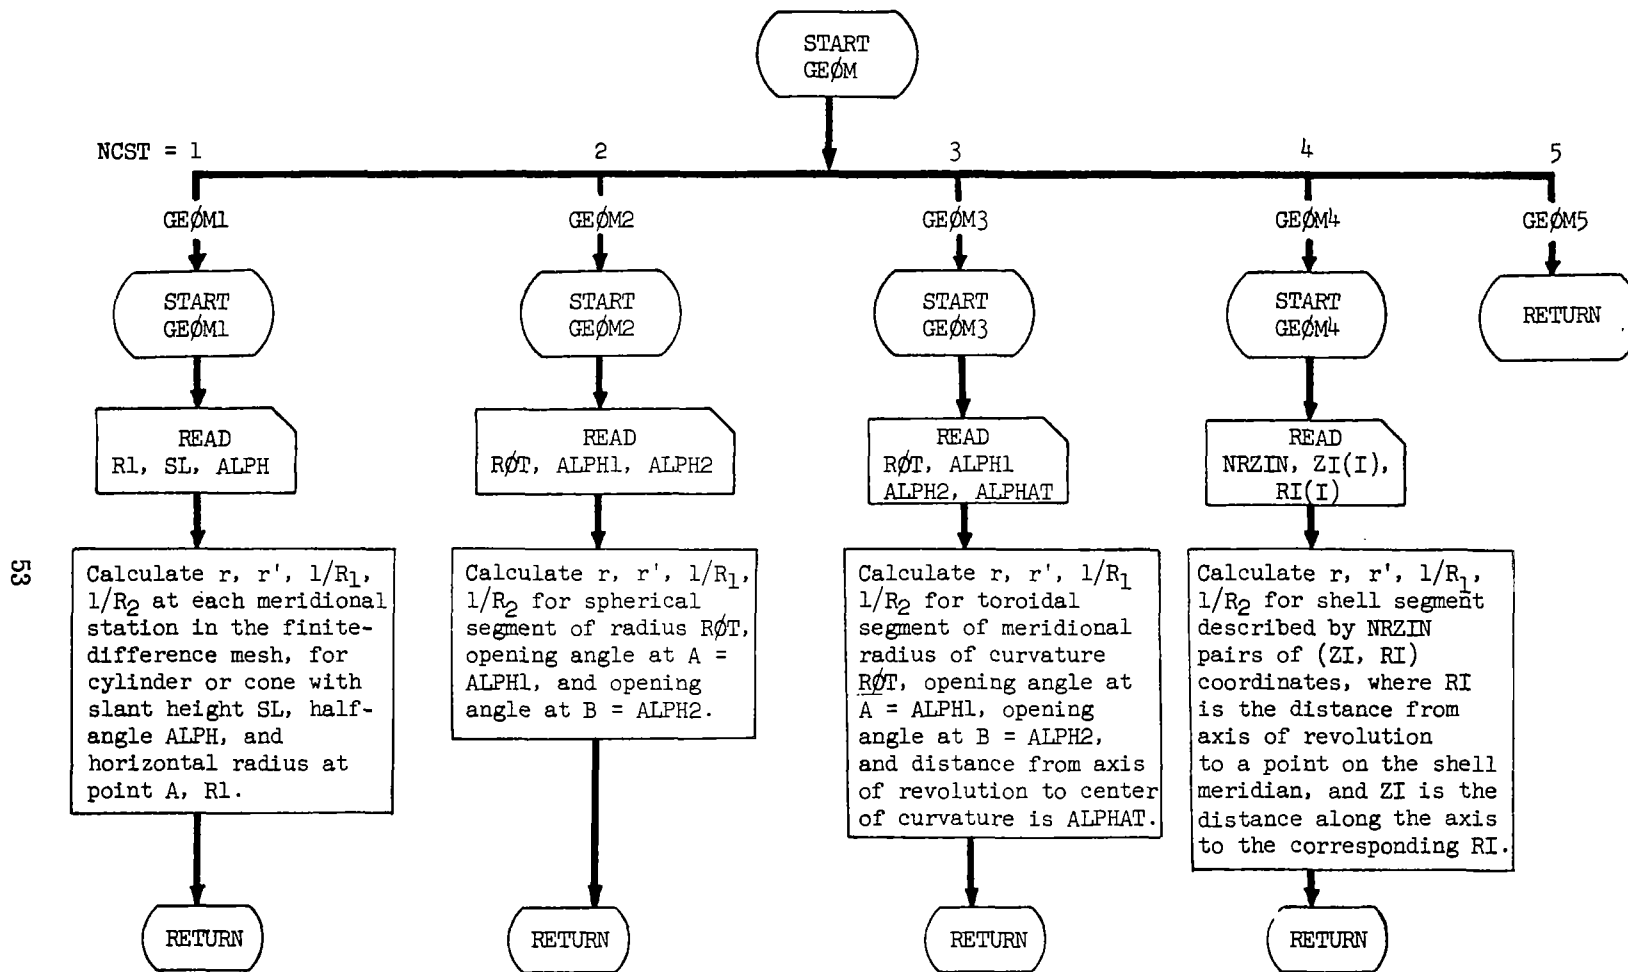 START
GEØM
NCST = 1
2
3
4
5
GEØM1
GEØM2
GEØM3
GEØM4
GEØM5
START
GEØM1
START
GEØM2
START
GEØM3
START
GEØM4
RETURN
READ
R1, SL, ALPH
READ
RØT, ALPH1, ALPH2
READ
RØT, ALPH1
ALPH2, ALPHAT
READ
NRZIN, ZI(I),
RI(I)
Calculate r, r', 1/R₁,
1/R₂ at each meridional
station in the finite-
difference mesh, for
cylinder or cone with
slant height SL, half-
angle ALPH, and
horizontal radius at
point A, R1.
Calculate r, r', 1/R₁,
1/R₂ for spherical
segment of radius RØT,
opening angle at A =
ALPH1, and opening
angle at B = ALPH2.
Calculate r, r', 1/R₁
1/R₂ for toroidal
segment of meridional
radius of curvature
RØT, opening angle at
A = ALPH1, opening
angle at B = ALPH2,
and distance from axis
of revolution to center
of curvature is ALPHAT.
Calculate r, r', 1/R₁,
1/R₂ for shell segment
described by NRZIN
pairs of (ZI, RI)
coordinates, where RI
is the distance from
axis of revolution
to a point on the shell
meridian, and ZI is the
distance along the axis
to the corresponding RI.
RETURN
RETURN
RETURN
RETURN
53